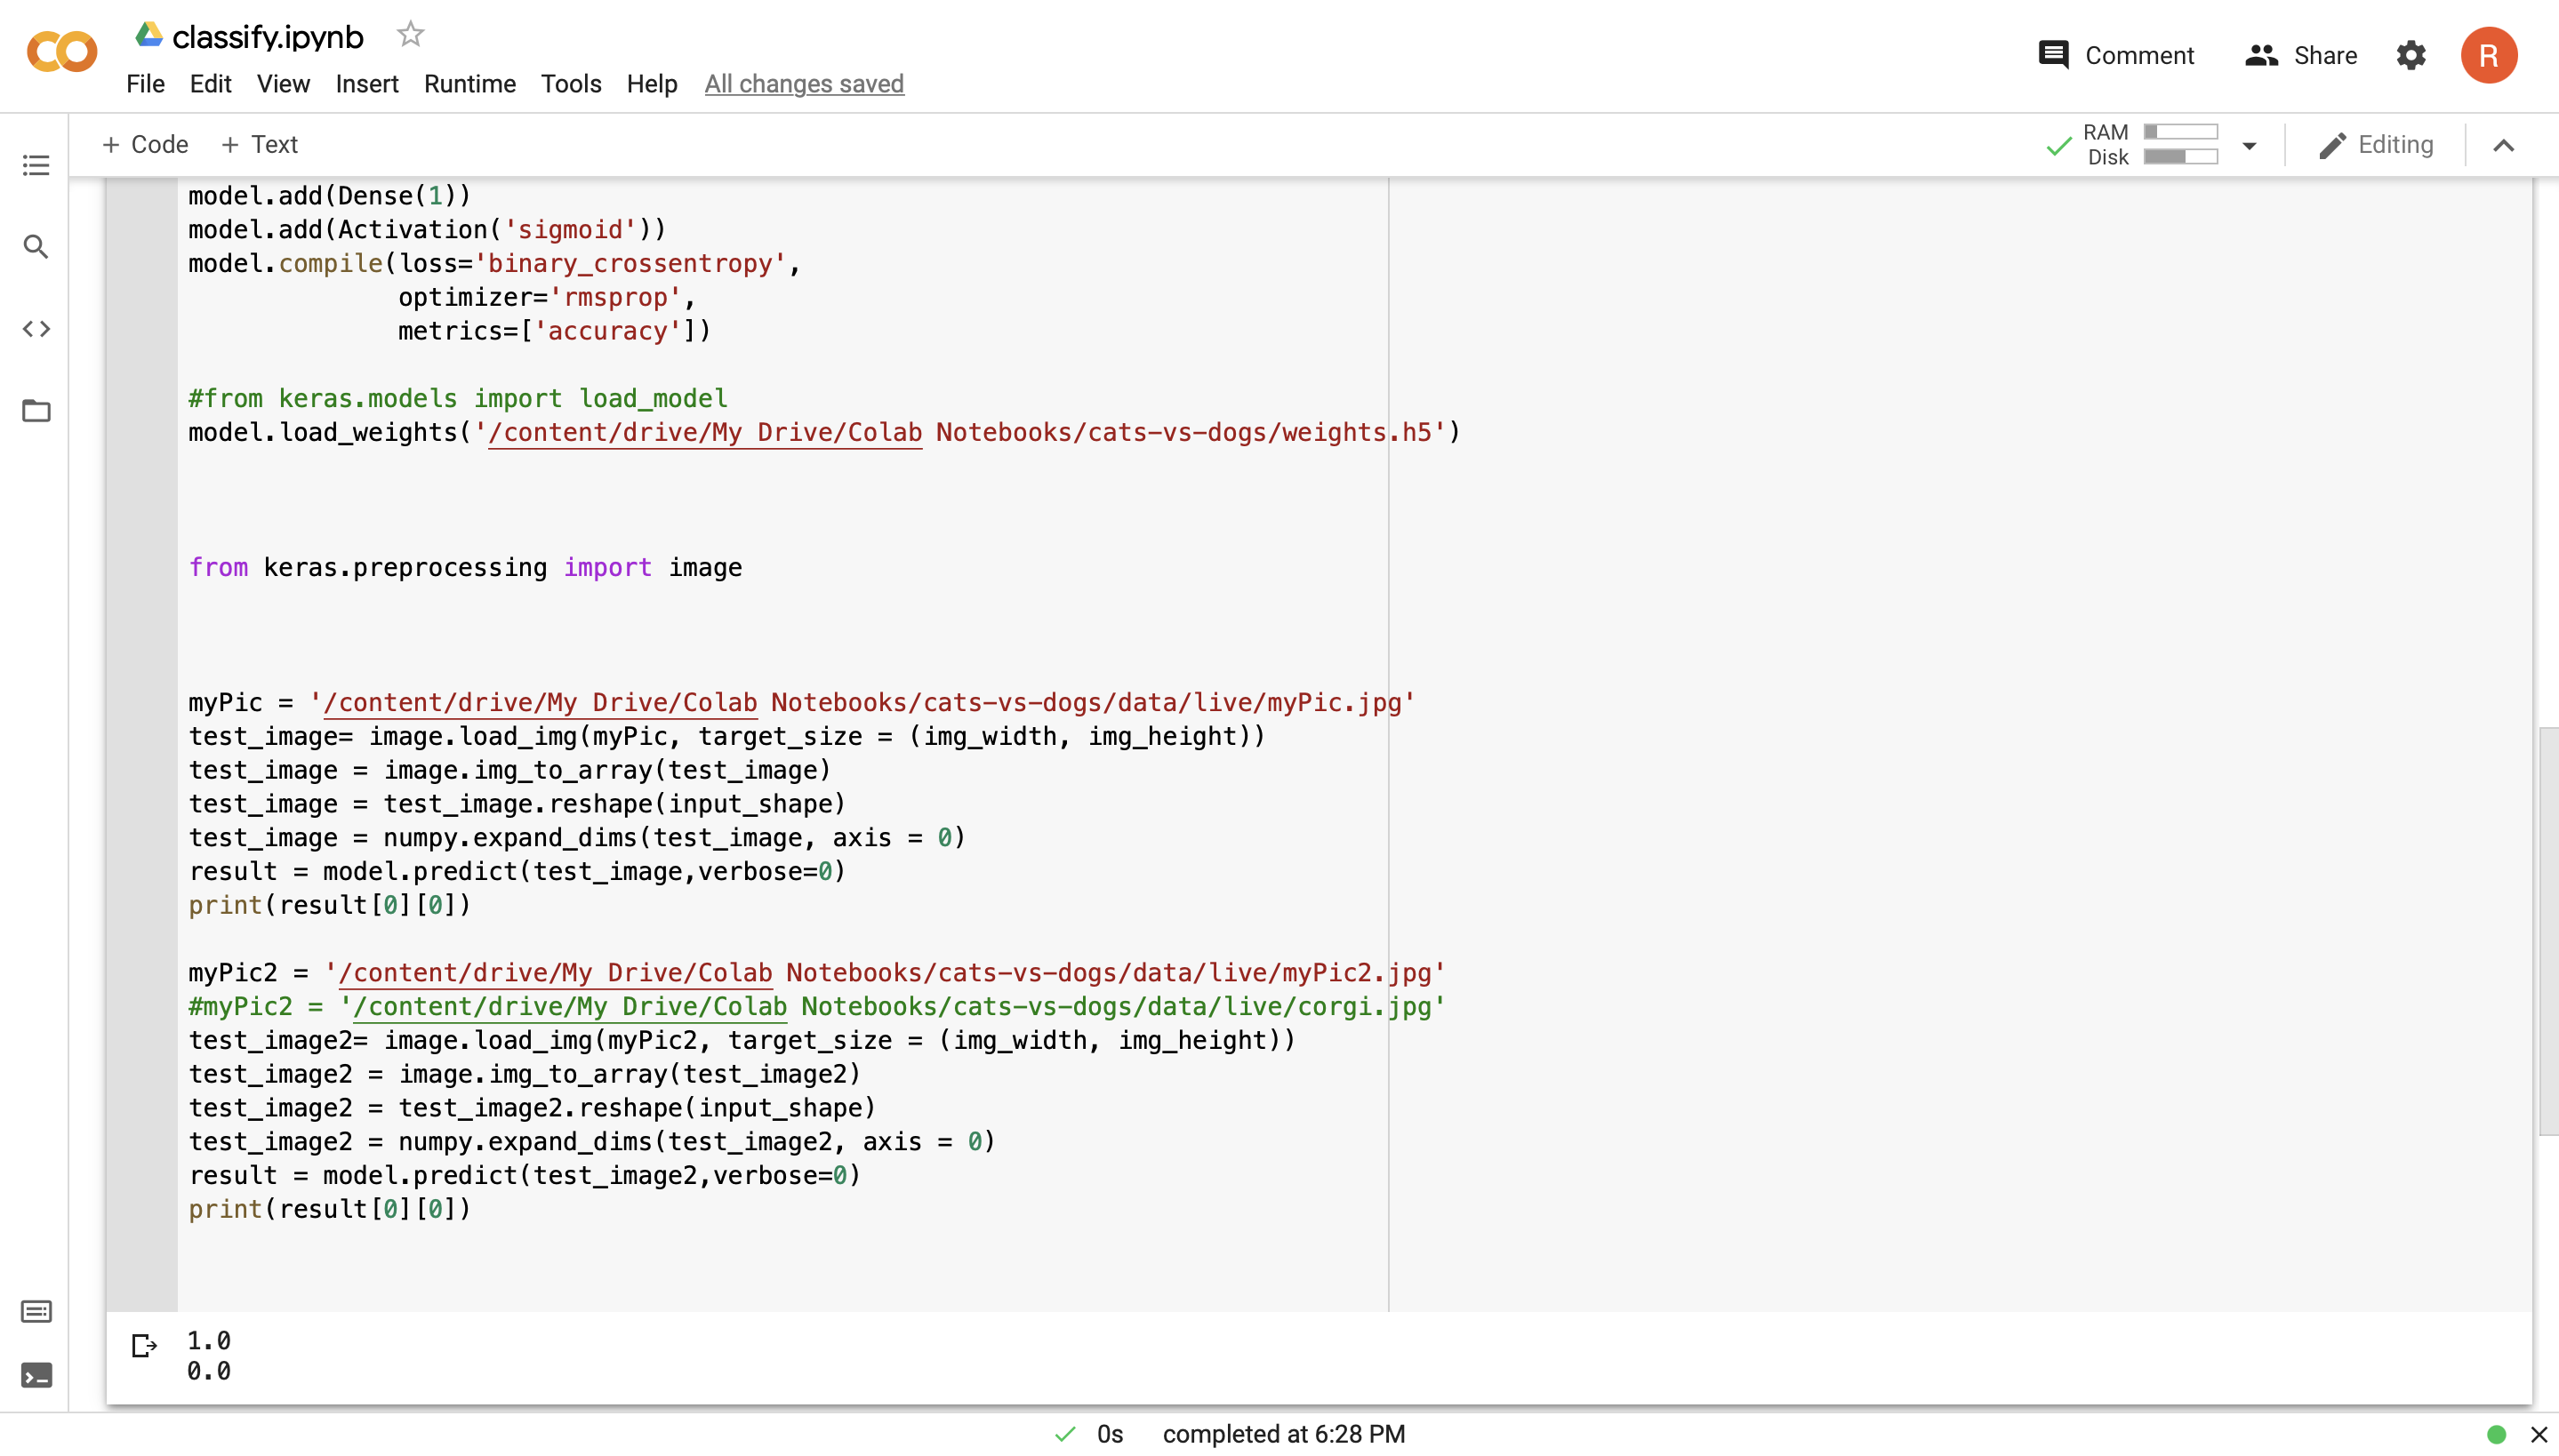 classify.ipynb
File Edit View Insert Runtime Tools Help All changes saved
Comment Share R
+ Code + Text
RAM
Disk
Editing
model.add(Dense(1))
model.add(Activation('sigmoid'))
model.compile(loss='binary_crossentropy',
optimizer='rmsprop',
metrics=['accuracy'])
#from keras.models import load_model
model.load_weights('/content/drive/My Drive/Colab Notebooks/cats-vs-dogs/weights.h5')
from keras.preprocessing import image
myPic = '/content/drive/My Drive/Colab Notebooks/cats-vs-dogs/data/live/myPic.jpg'
test_image= image.load_img(myPic, target_size = (img_width, img_height))
test_image = image.img_to_array(test_image)
test_image = test_image.reshape(input_shape)
test_image = numpy.expand_dims(test_image, axis = 0)
result = model.predict(test_image,verbose=0)
print(result[0][0])
myPic2 = '/content/drive/My Drive/Colab Notebooks/cats-vs-dogs/data/live/myPic2.jpg'
#myPic2 = '/content/drive/My Drive/Colab Notebooks/cats-vs-dogs/data/live/corgi.jpg'
test_image2= image.load_img(myPic2, target_size = (img_width, img_height))
test_image2 = image.img_to_array(test_image2)
test_image2 = test_image2.reshape(input_shape)
test_image2 = numpy.expand_dims(test_image2, axis = 0)
result = model.predict(test_image2,verbose=0)
print(result[0][0])
1.0
0.0
0s completed at 6:28 PM